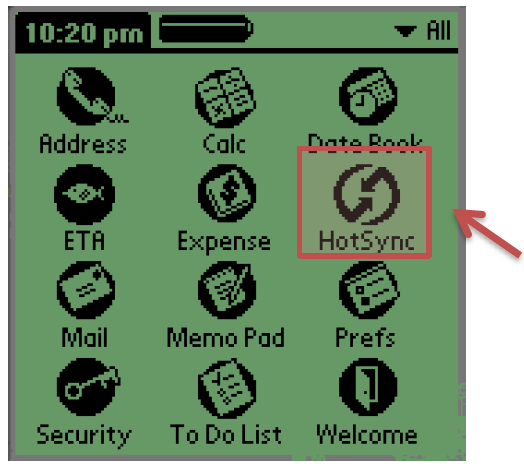 10:20 pm All
Address Calc Date Book
ETA Expense HotSync
Mail Memo Pad Prefs
Security To Do List Welcome